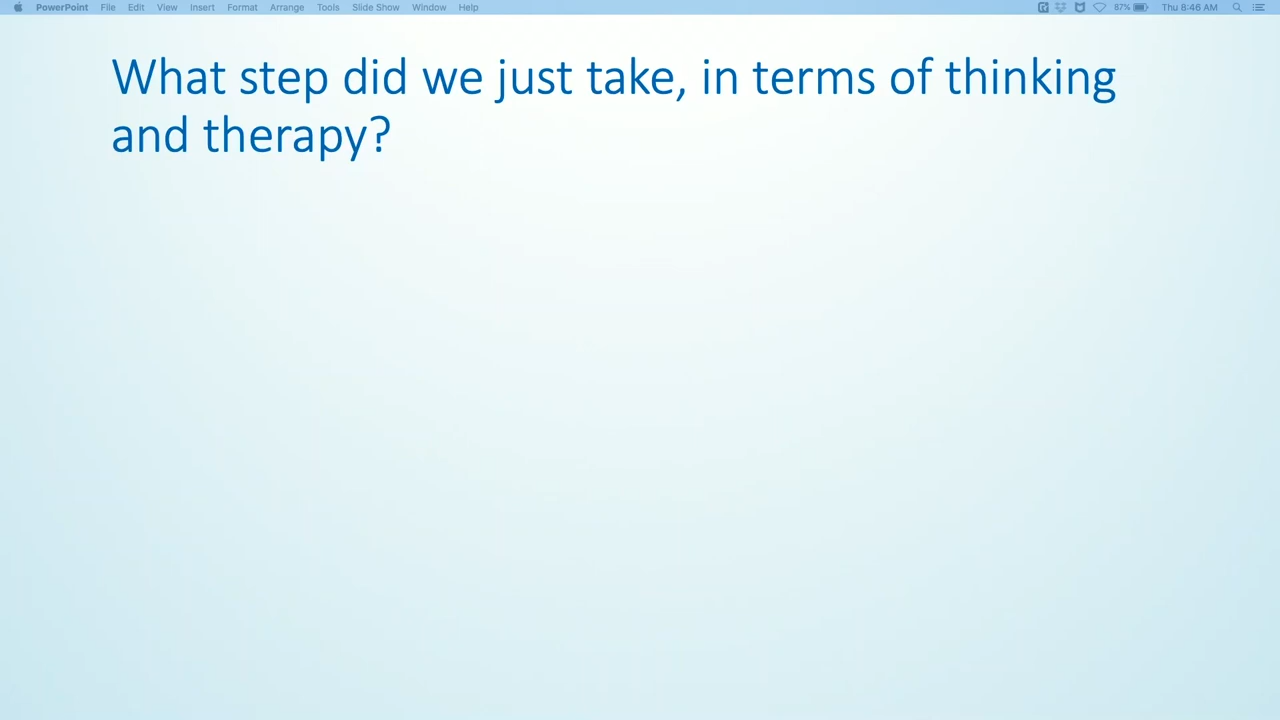 PowerPoint File Edit View Insert Format Arrange Tools Slide Show Window Help 87% Thu 8:46 AM
What step did we just take, in terms of thinking
and therapy?